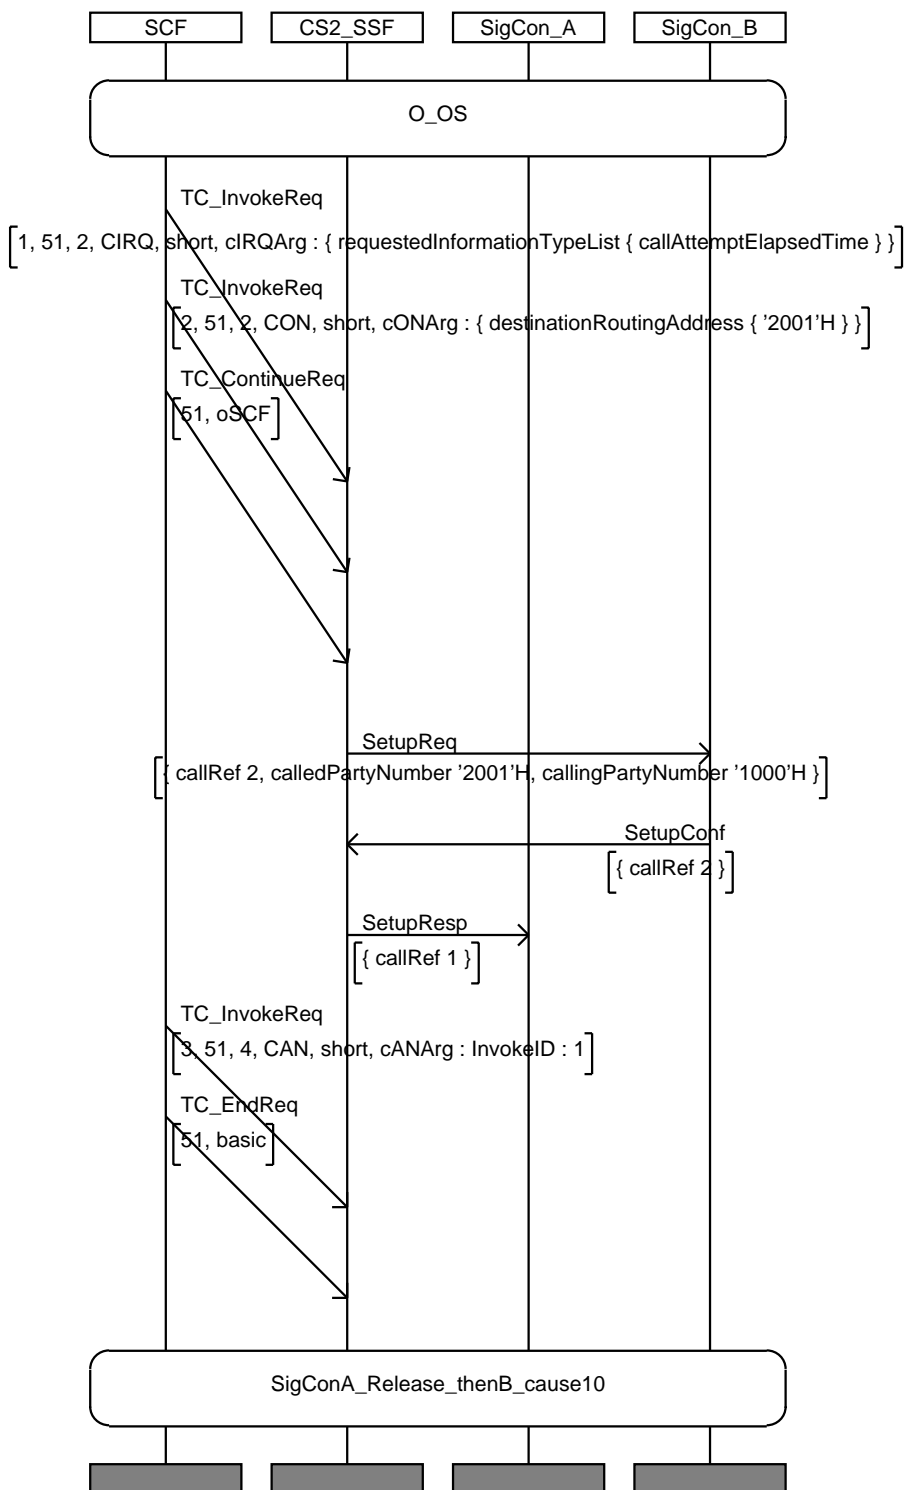 SCF CS2_SSF SigCon_A SigCon_B
O_OS
TC_InvokeReq
1, 51, 2, CIRQ, short, cIRQArg : { requestedInformationTypeList { callAttemptElapsedTime } }
TC_InvokeReq
2, 51, 2, CON, short, cONArg : { destinationRoutingAddress { '2001'H } }
TC_ContinueReq
51, oSCF
SetupReq
{ callRef 2, calledPartyNumber '2001'H, callingPartyNumber '1000'H }
SetupConf
{ callRef 2 }
SetupResp
{ callRef 1 }
TC_InvokeReq
3, 51, 4, CAN, short, cANArg : InvokeID : 1
TC_EndReq
51, basic
SigConA_Release_thenB_cause10